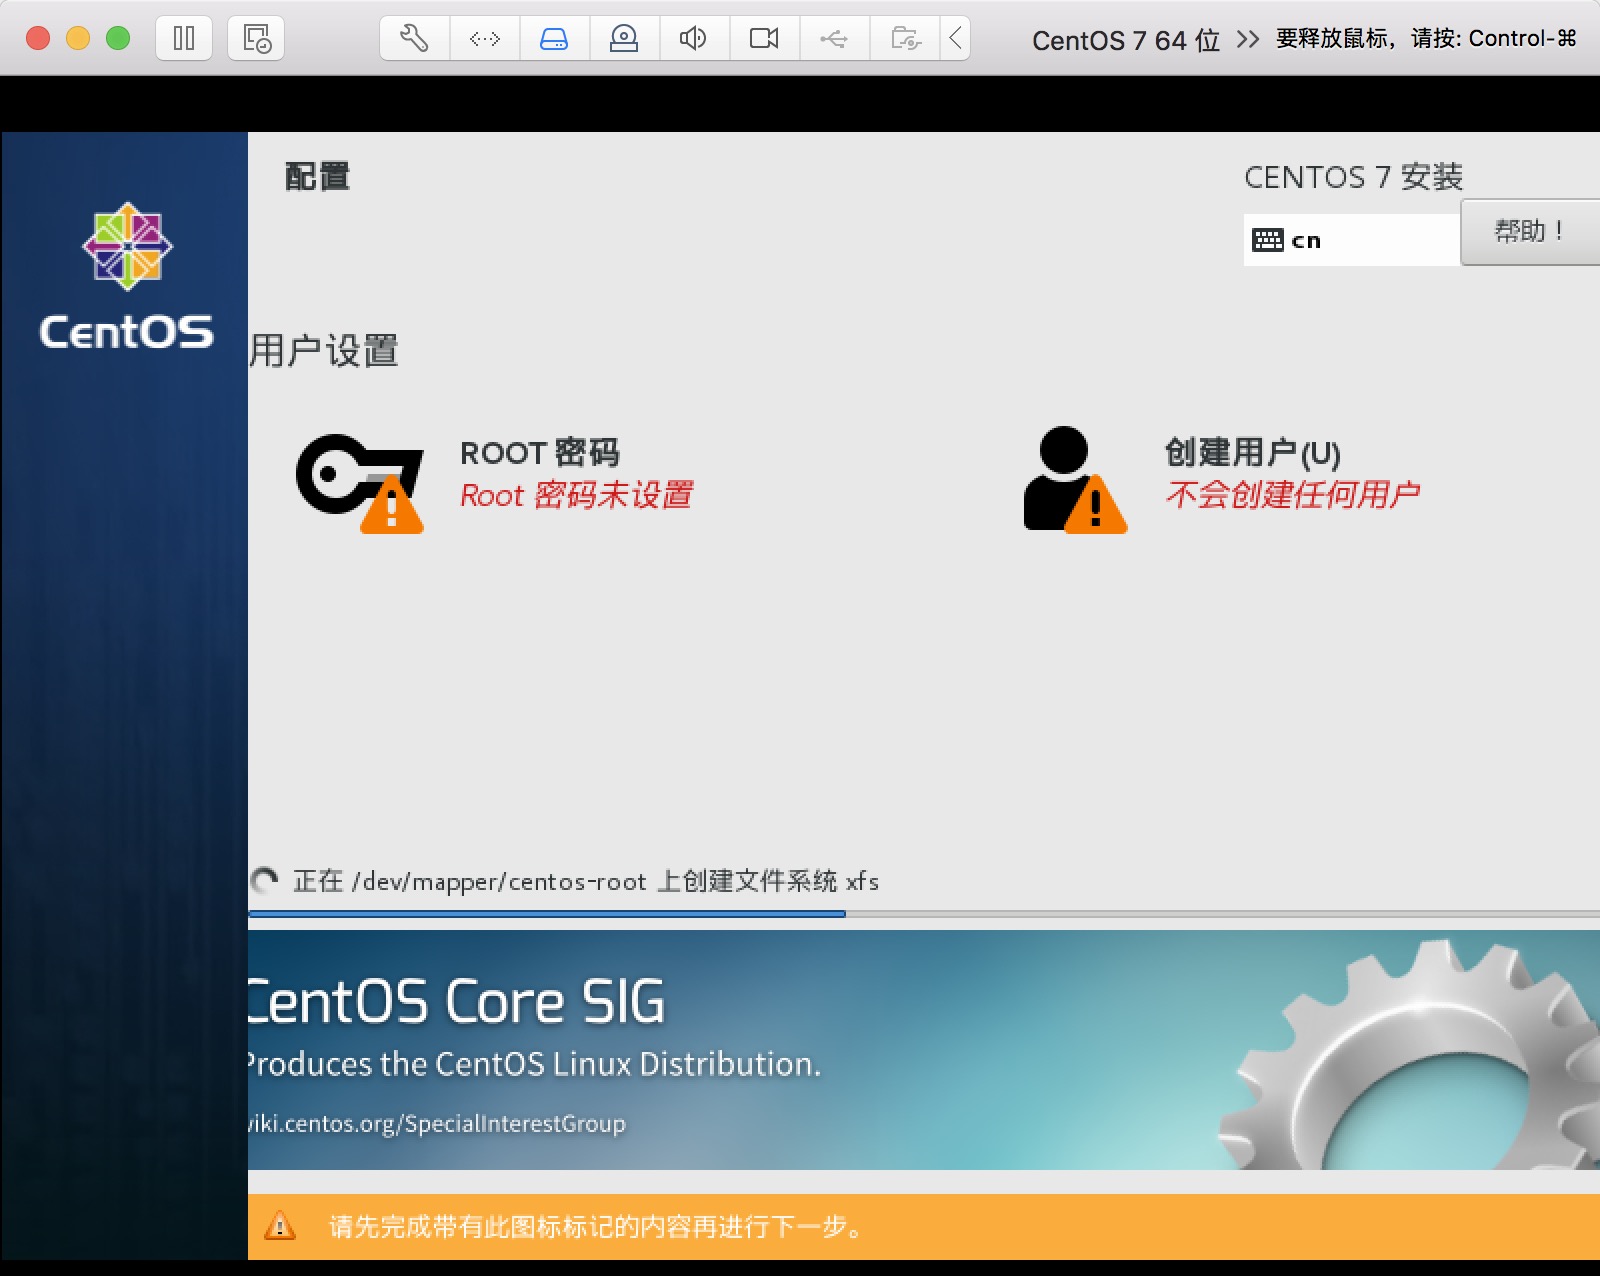 CentOS 7 64 位
要释放鼠标，请按: Control-⌘
CentOS
配置
CENTOS 7 安装
cn
帮助！
用户设置
ROOT 密码
Root 密码未设置
创建用户(U)
不会创建任何用户
正在 /dev/mapper/centos-root 上创建文件系统 xfs
CentOS Core SIG
Produces the CentOS Linux Distribution.
wiki.centos.org/SpecialInterestGroup
请先完成带有此图标标记的内容再进行下一步。